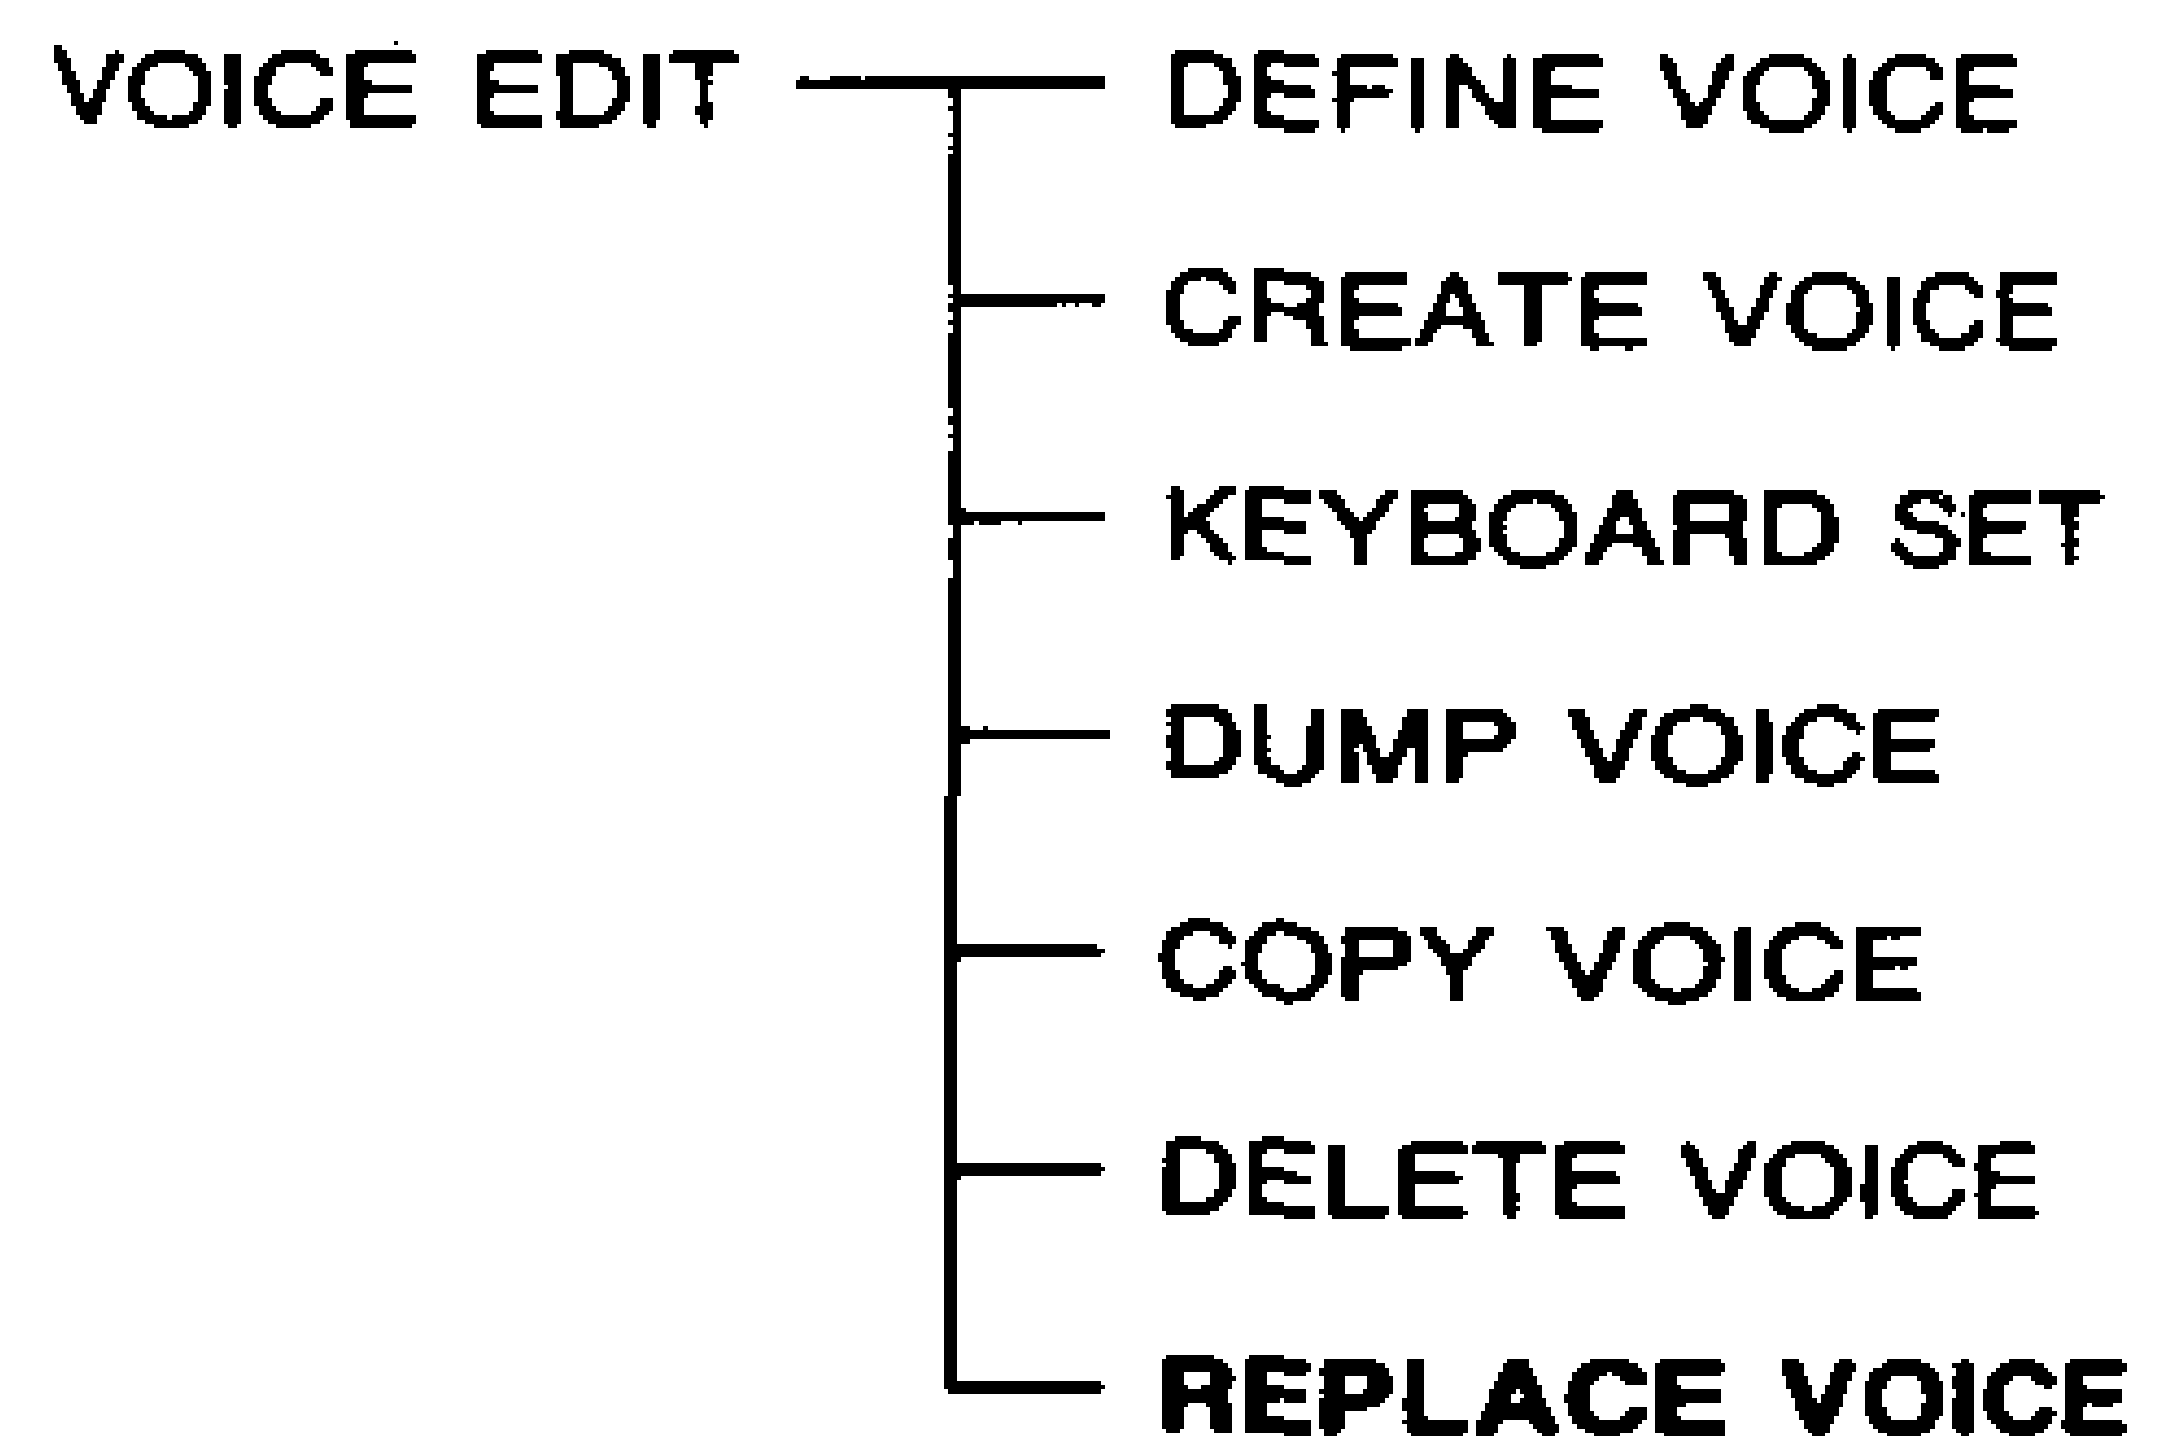 VOICE EDIT DEFINE VOICE
CREATE VOICE
KEYBOARD SET
DUMP VOICE
COPY VOICE
DELETE VOICE
REPLACE VOICE